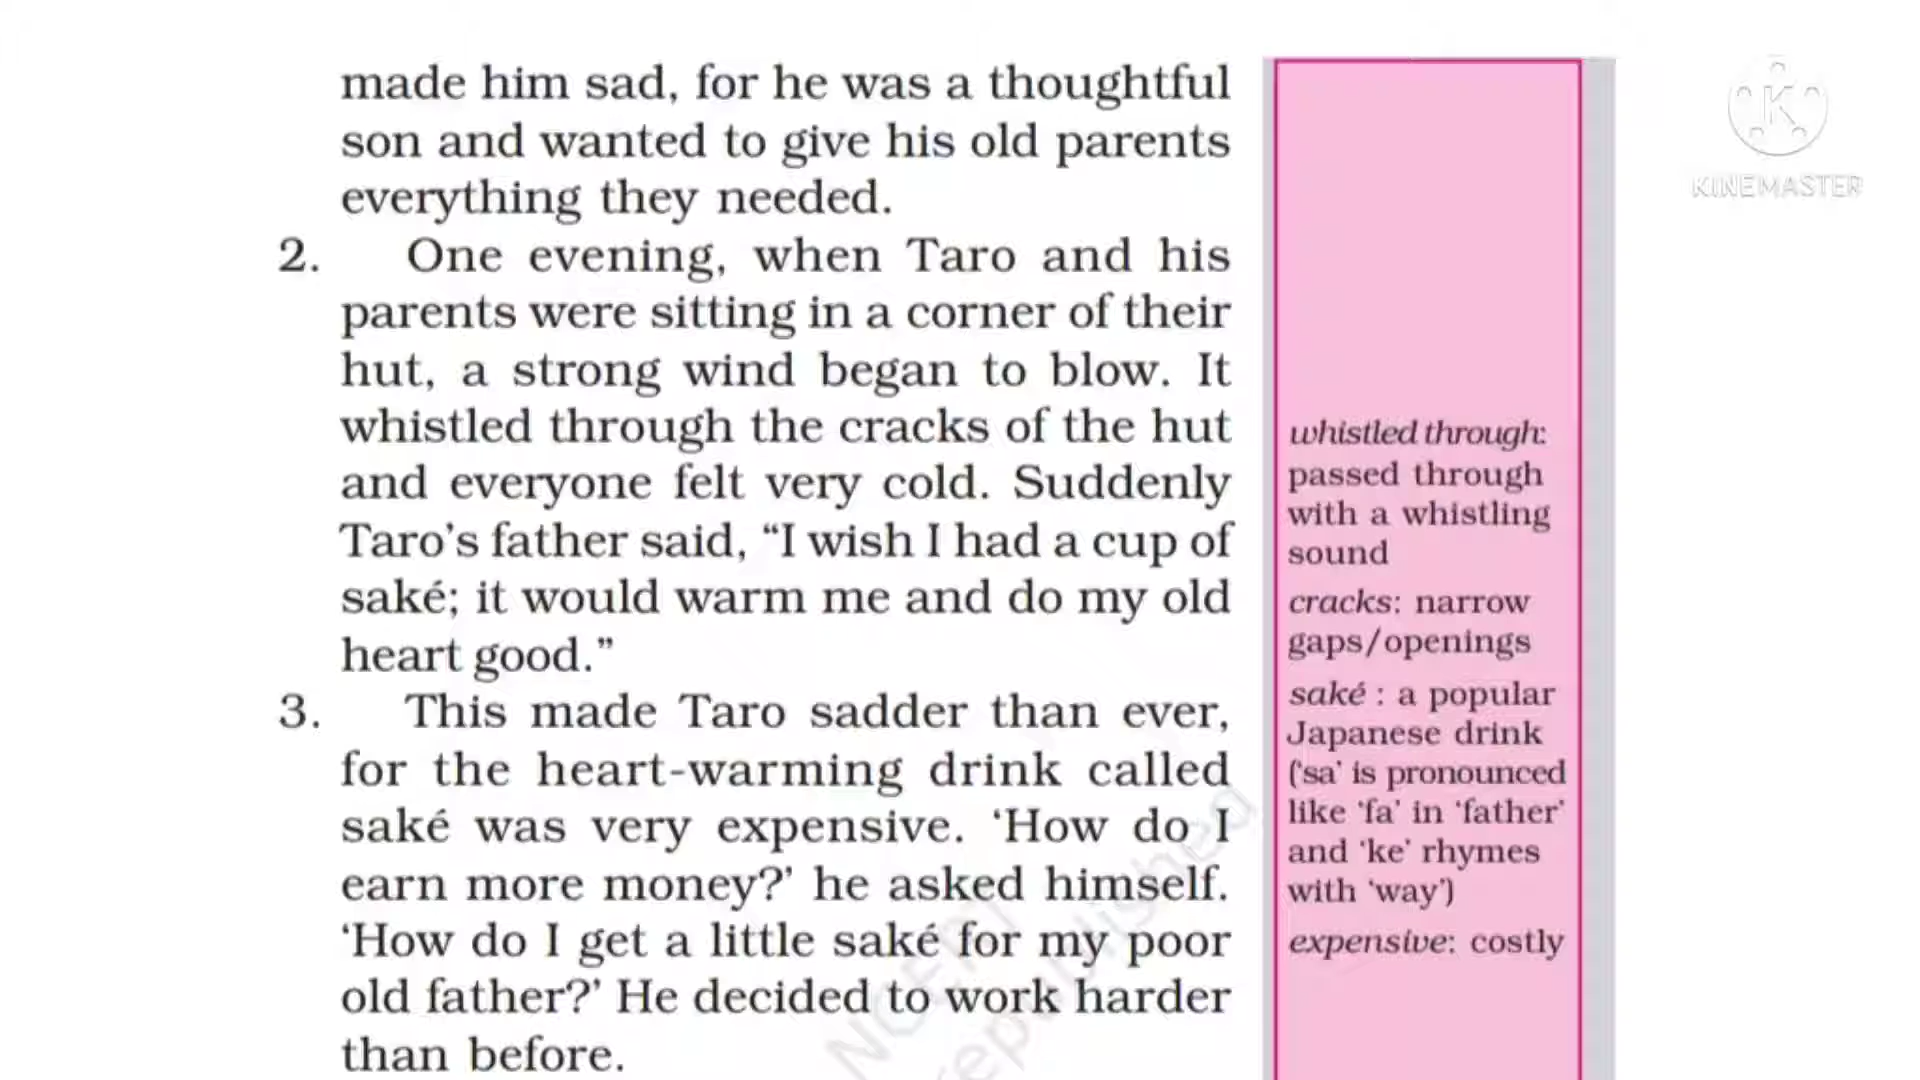 made him sad, for he was a thoughtful
son and wanted to give his old parents
everything they needed.
2. One evening, when Taro and his
parents were sitting in a corner of their
hut, a strong wind began to blow. It
whistled through the cracks of the hut
and everyone felt very cold. Suddenly
Taro’s father said, “I wish I had a cup of
saké; it would warm me and do my old
heart good.”
3. This made Taro sadder than ever,
for the heart-warming drink called
saké was very expensive. ‘How do I
earn more money?’ he asked himself.
‘How do I get a little saké for my poor
old father?’ He decided to work harder
than before.
whistled through:
passed through
with a whistling
sound
cracks: narrow
gaps/openings
saké : a popular
Japanese drink
(‘sa’ is pronounced
like ‘fa’ in ‘father’
and ‘ke’ rhymes
with ‘way’)
expensive: costly
K
KINEMASTER
NCERT
republished